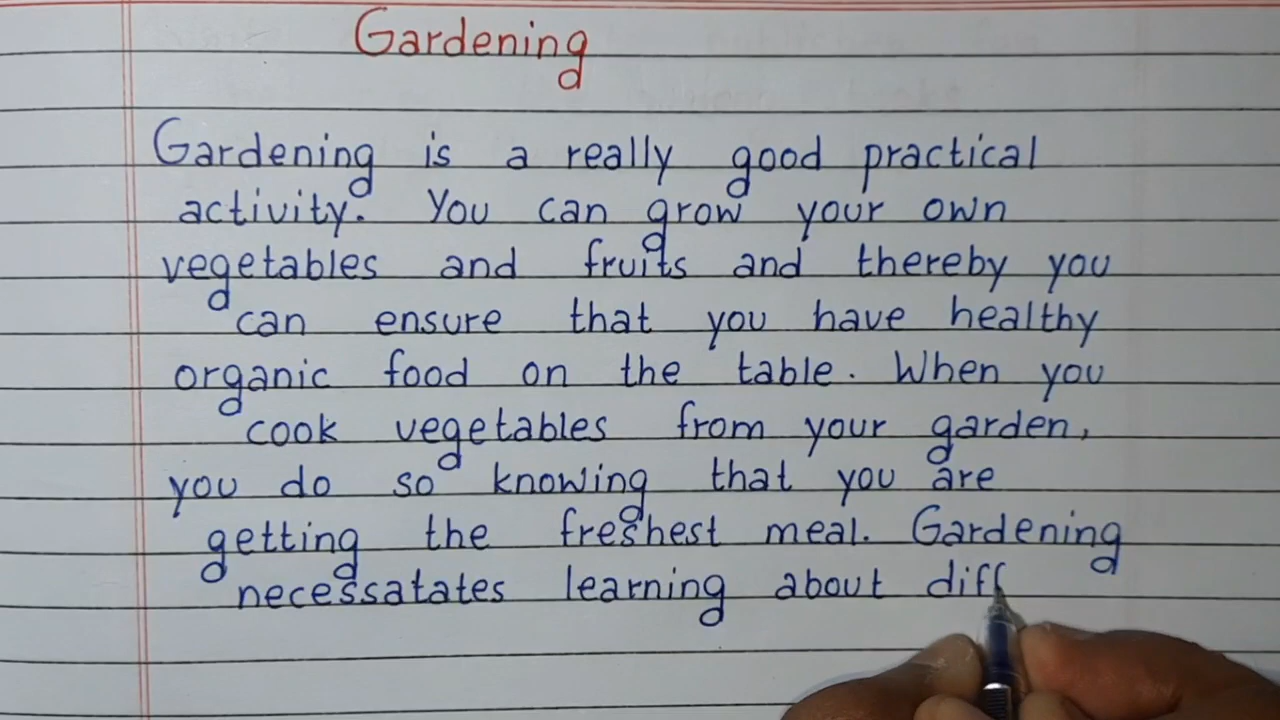 Gardening
Gardening is a really good practical
activity. You can grow your own
vegetables and fruits and thereby you
can ensure that you have healthy
organic food on the table. When you
cook vegetables from your garden,
you do so knowing that you are
getting the freshest meal. Gardening
necessatates learning about diff